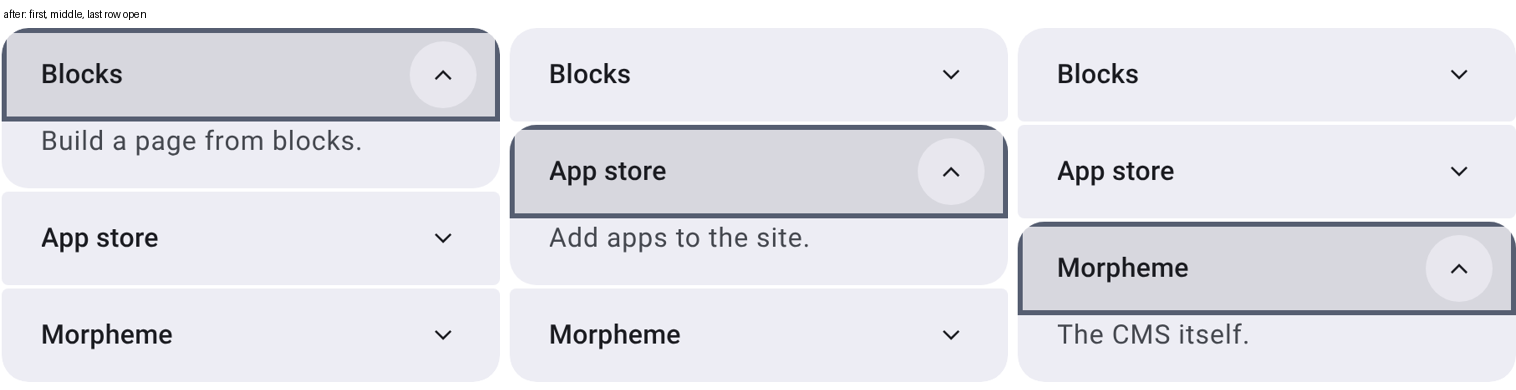 after: first, middle, last row open
Blocks
Build a page from blocks.
App store
Morpheme
Blocks
App store
Add apps to the site.
Morpheme
Blocks
App store
Morpheme
The CMS itself.